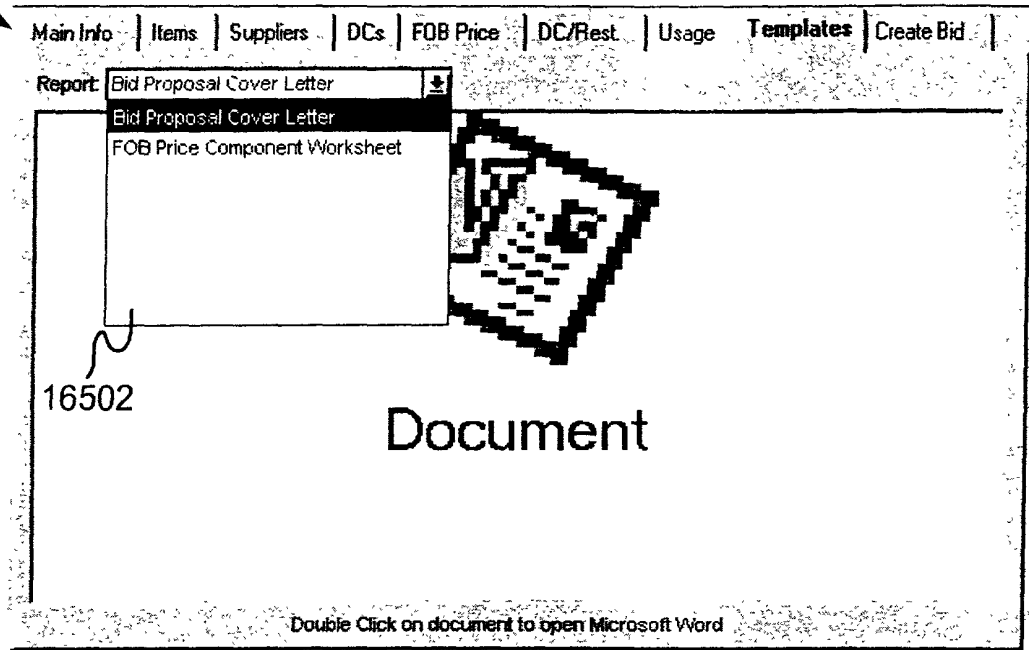 Main Info Items Suppliers DCs FOB Price DC/Rest. Usage Templates Create Bid
Report: Bid Proposal Cover Letter
Bid Proposal Cover Letter
FOB Price Component Worksheet
16502
Document
Double Click on document to open Microsoft Word